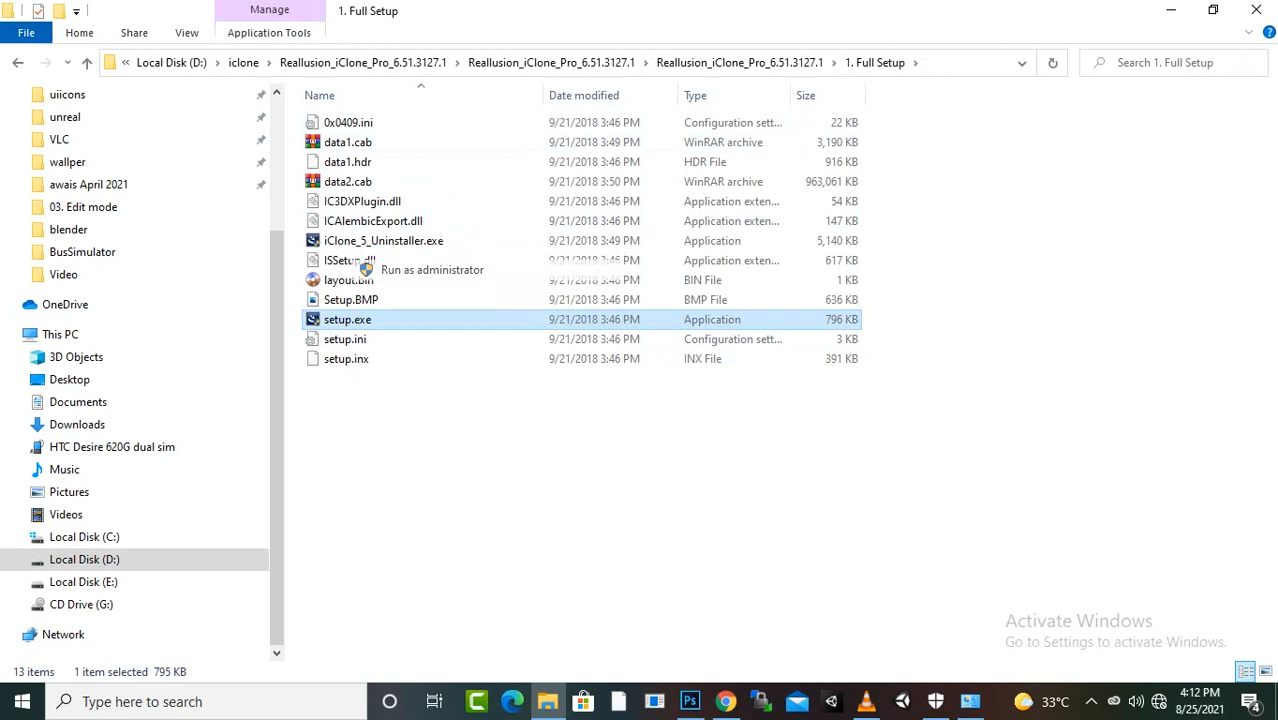 Manage
1. Full Setup
File
Home
Share
View
Application Tools
« Local Disk (D:) > iclone > Reallusion_iClone_Pro_6.51.3127.1 > Reallusion_iClone_Pro_6.51.3127.1 > Reallusion_iClone_Pro_6.51.3127.1 > 1. Full Setup >
Search 1. Full Setup
uiicons
unreal
VLC
wallper
awais April 2021
03. Edit mode
blender
BusSimulator
Video
OneDrive
This PC
3D Objects
Desktop
Documents
Downloads
HTC Desire 620G dual sim
Music
Pictures
Videos
Local Disk (C:)
Local Disk (D:)
Local Disk (E:)
CD Drive (G:)
Network
Name Date modified Type Size
0x0409.ini 9/21/2018 3:46 PM Configuration sett... 22 KB
data1.cab 9/21/2018 3:49 PM WinRAR archive 3,190 KB
data1.hdr 9/21/2018 3:46 PM HDR File 916 KB
data2.cab 9/21/2018 3:50 PM WinRAR archive 963,061 KB
IC3DXPlugin.dll 9/21/2018 3:46 PM Application exten... 54 KB
ICAlembicExport.dll 9/21/2018 3:46 PM Application exten... 147 KB
iClone_5_Uninstaller.exe 9/21/2018 3:49 PM Application 5,140 KB
ISSetup.dll 9/21/2018 3:46 PM Application exten... 617 KB
Run as administrator
layout.bin 9/21/2018 3:46 PM BIN File 1 KB
Setup.BMP 9/21/2018 3:46 PM BMP File 636 KB
setup.exe 9/21/2018 3:46 PM Application 796 KB
setup.ini 9/21/2018 3:46 PM Configuration sett... 3 KB
setup.inx 9/21/2018 3:46 PM INX File 391 KB
Activate Windows
Go to Settings to activate Windows.
13 items 1 item selected 795 KB
Type here to search
Ps
33°C
4:12 PM
8/25/2021
4